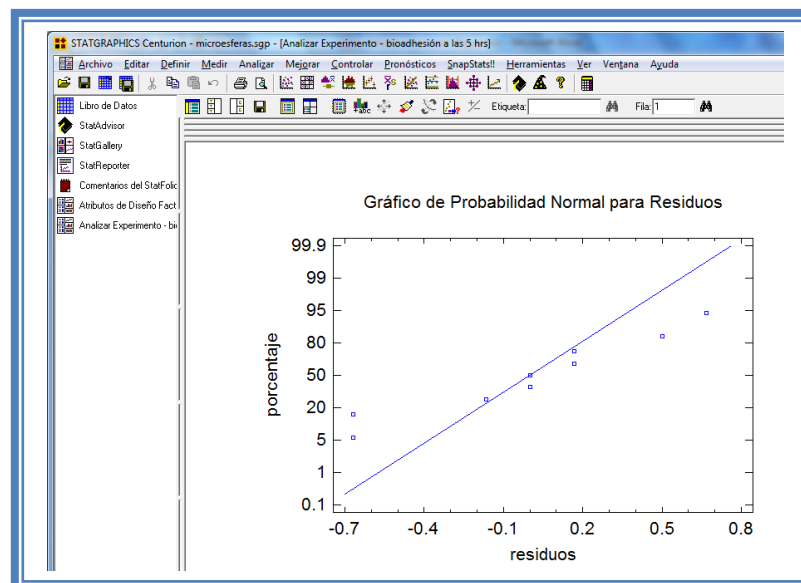 STATGRAPHICS Centurion - microesferas.sgp - [Analizar Experimento - bioadhesión a las 5 hrs]
Archivo Editar Definir Medir Analizar Mejorar Controlar Pronósticos SnapStats!! Herramientas Ver Ventana Ayuda
Etiqueta: Fila: 1
Libro de Datos
StatAdvisor
StatGallery
StatReporter
Comentarios del StatFolio
Atributos de Diseño Fact
Analizar Experimento - bi
Gráfico de Probabilidad Normal para Residuos
99.9
99
95
80
50
20
5
1
0.1
porcentaje
-0.7 -0.4 -0.1 0.2 0.5 0.8
residuos